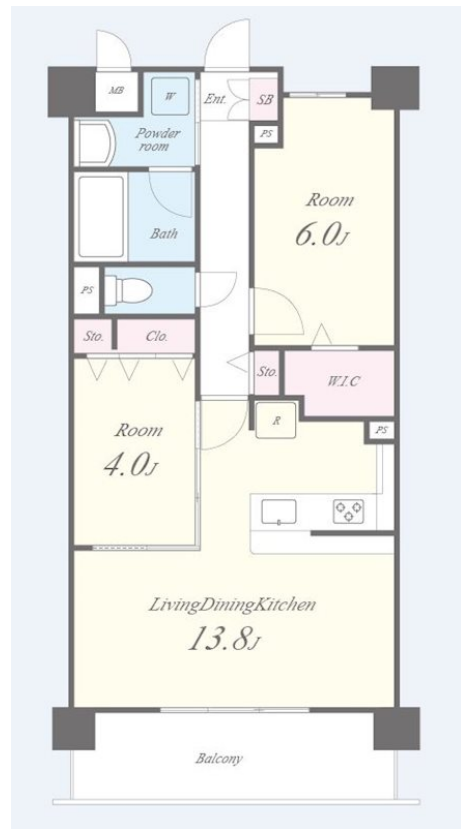 MB
W
Ent.
SB
Powder
room
PS
Room
6.0J
Bath
PS
Sto.
Clo.
Sto.
W.I.C
R
PS
Room
4.0J
LivingDiningKitchen
13.8J
Balcony